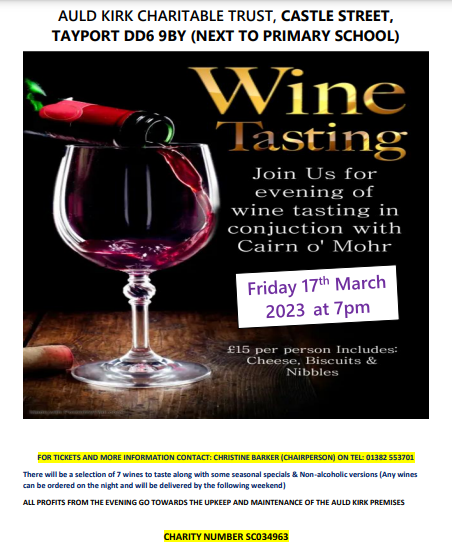 AULD KIRK CHARITABLE TRUST, CASTLE STREET,
TAYPORT DD6 9BY (NEXT TO PRIMARY SCHOOL)
Wine
Tasting
Join Us for
evening of
wine tasting in
conjuction with
Cairn o' Mohr
Friday 17th March
2023 at 7pm
£15 per person Includes:
Cheese, Biscuits &
Nibbles
FOR TICKETS AND MORE INFORMATION CONTACT: CHRISTINE BARKER (CHAIRPERSON) ON TEL: 01382 553701
There will be a selection of 7 wines to taste along with some seasonal specials & Non-alcoholic versions (Any wines
can be ordered on the night and will be delivered by the following weekend)
ALL PROFITS FROM THE EVENING GO TOWARDS THE UPKEEP AND MAINTENANCE OF THE AULD KIRK PREMISES
CHARITY NUMBER SC034963